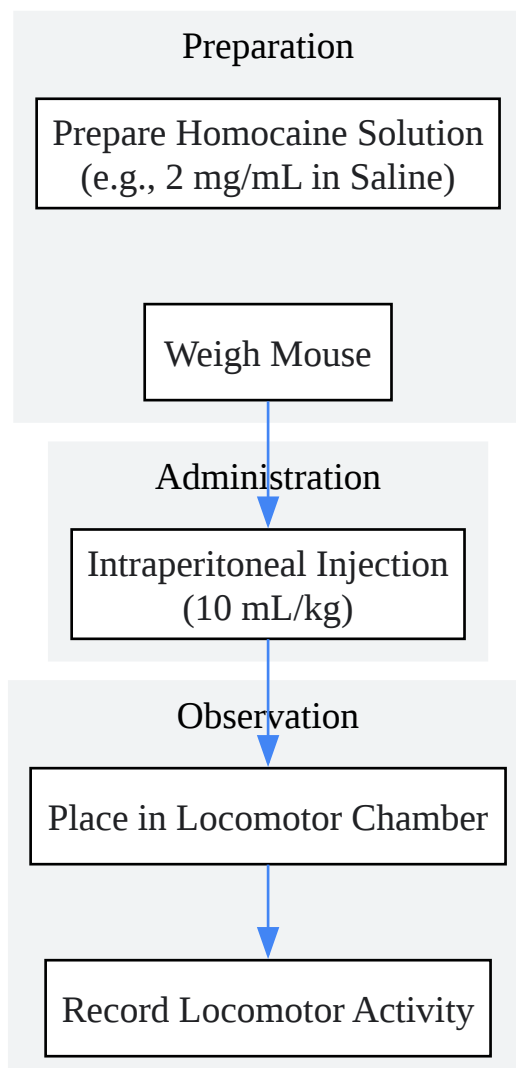 Preparation
Prepare Homocaine Solution
(e.g., 2 mg/mL in Saline)
Weigh Mouse
Administration
Intraperitoneal Injection
(10 mL/kg)
Observation
Place in Locomotor Chamber
Record Locomotor Activity